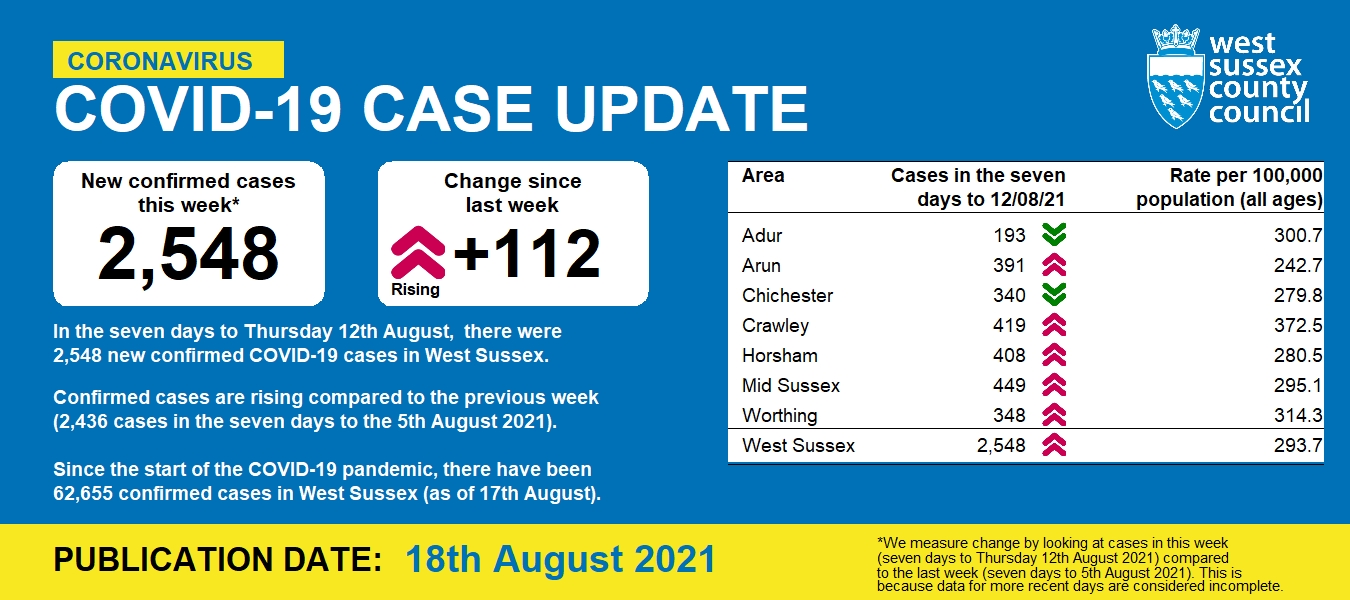 CORONAVIRUS
COVID-19 CASE UPDATE
west
sussex
county
council
New confirmed cases
this week*
2,548
Change since
last week
+112
Rising
In the seven days to Thursday 12th August, there were
2,548 new confirmed COVID-19 cases in West Sussex.
Confirmed cases are rising compared to the previous week
(2,436 cases in the seven days to the 5th August 2021).
Since the start of the COVID-19 pandemic, there have been
62,655 confirmed cases in West Sussex (as of 17th August).
Area Cases in the seven Rate per 100,000
days to 12/08/21 population (all ages)
Adur 193 300.7
Arun 391 242.7
Chichester 340 279.8
Crawley 419 372.5
Horsham 408 280.5
Mid Sussex 449 295.1
Worthing 348 314.3
West Sussex 2,548 293.7
PUBLICATION DATE: 18th August 2021
*We measure change by looking at cases in this week
(seven days to Thursday 12th August 2021) compared
to the last week (seven days to 5th August 2021). This is
because data for more recent days are considered incomplete.